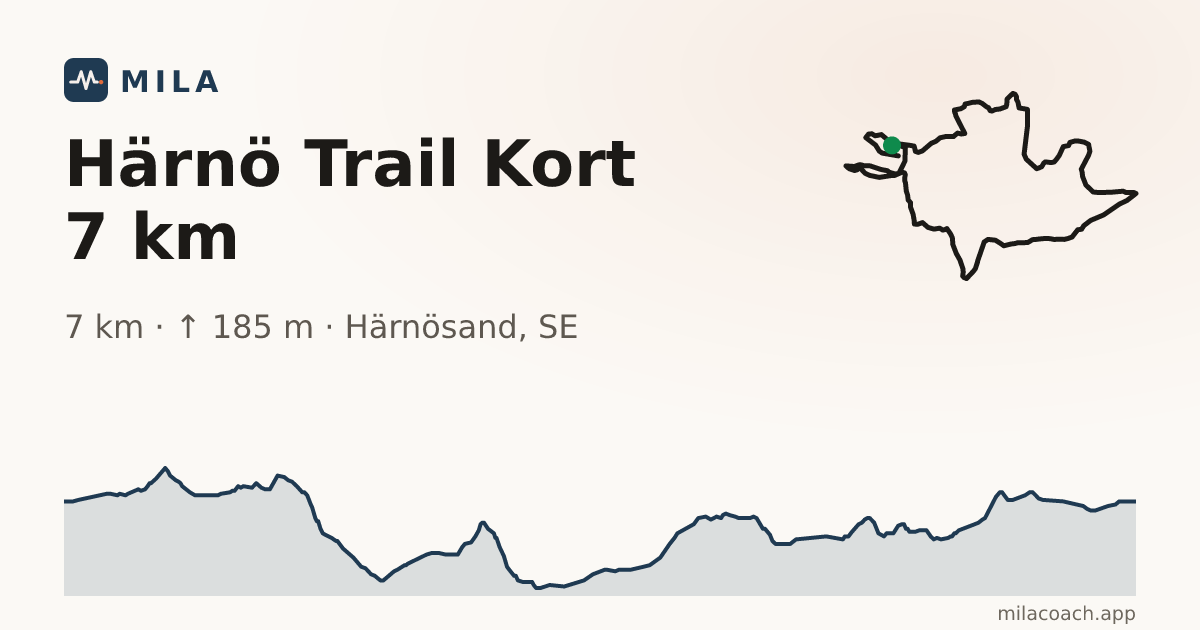 MILA
Härnö Trail Kort
7 km
7 km · ↑ 185 m · Härnösand, SE
milacoach.app